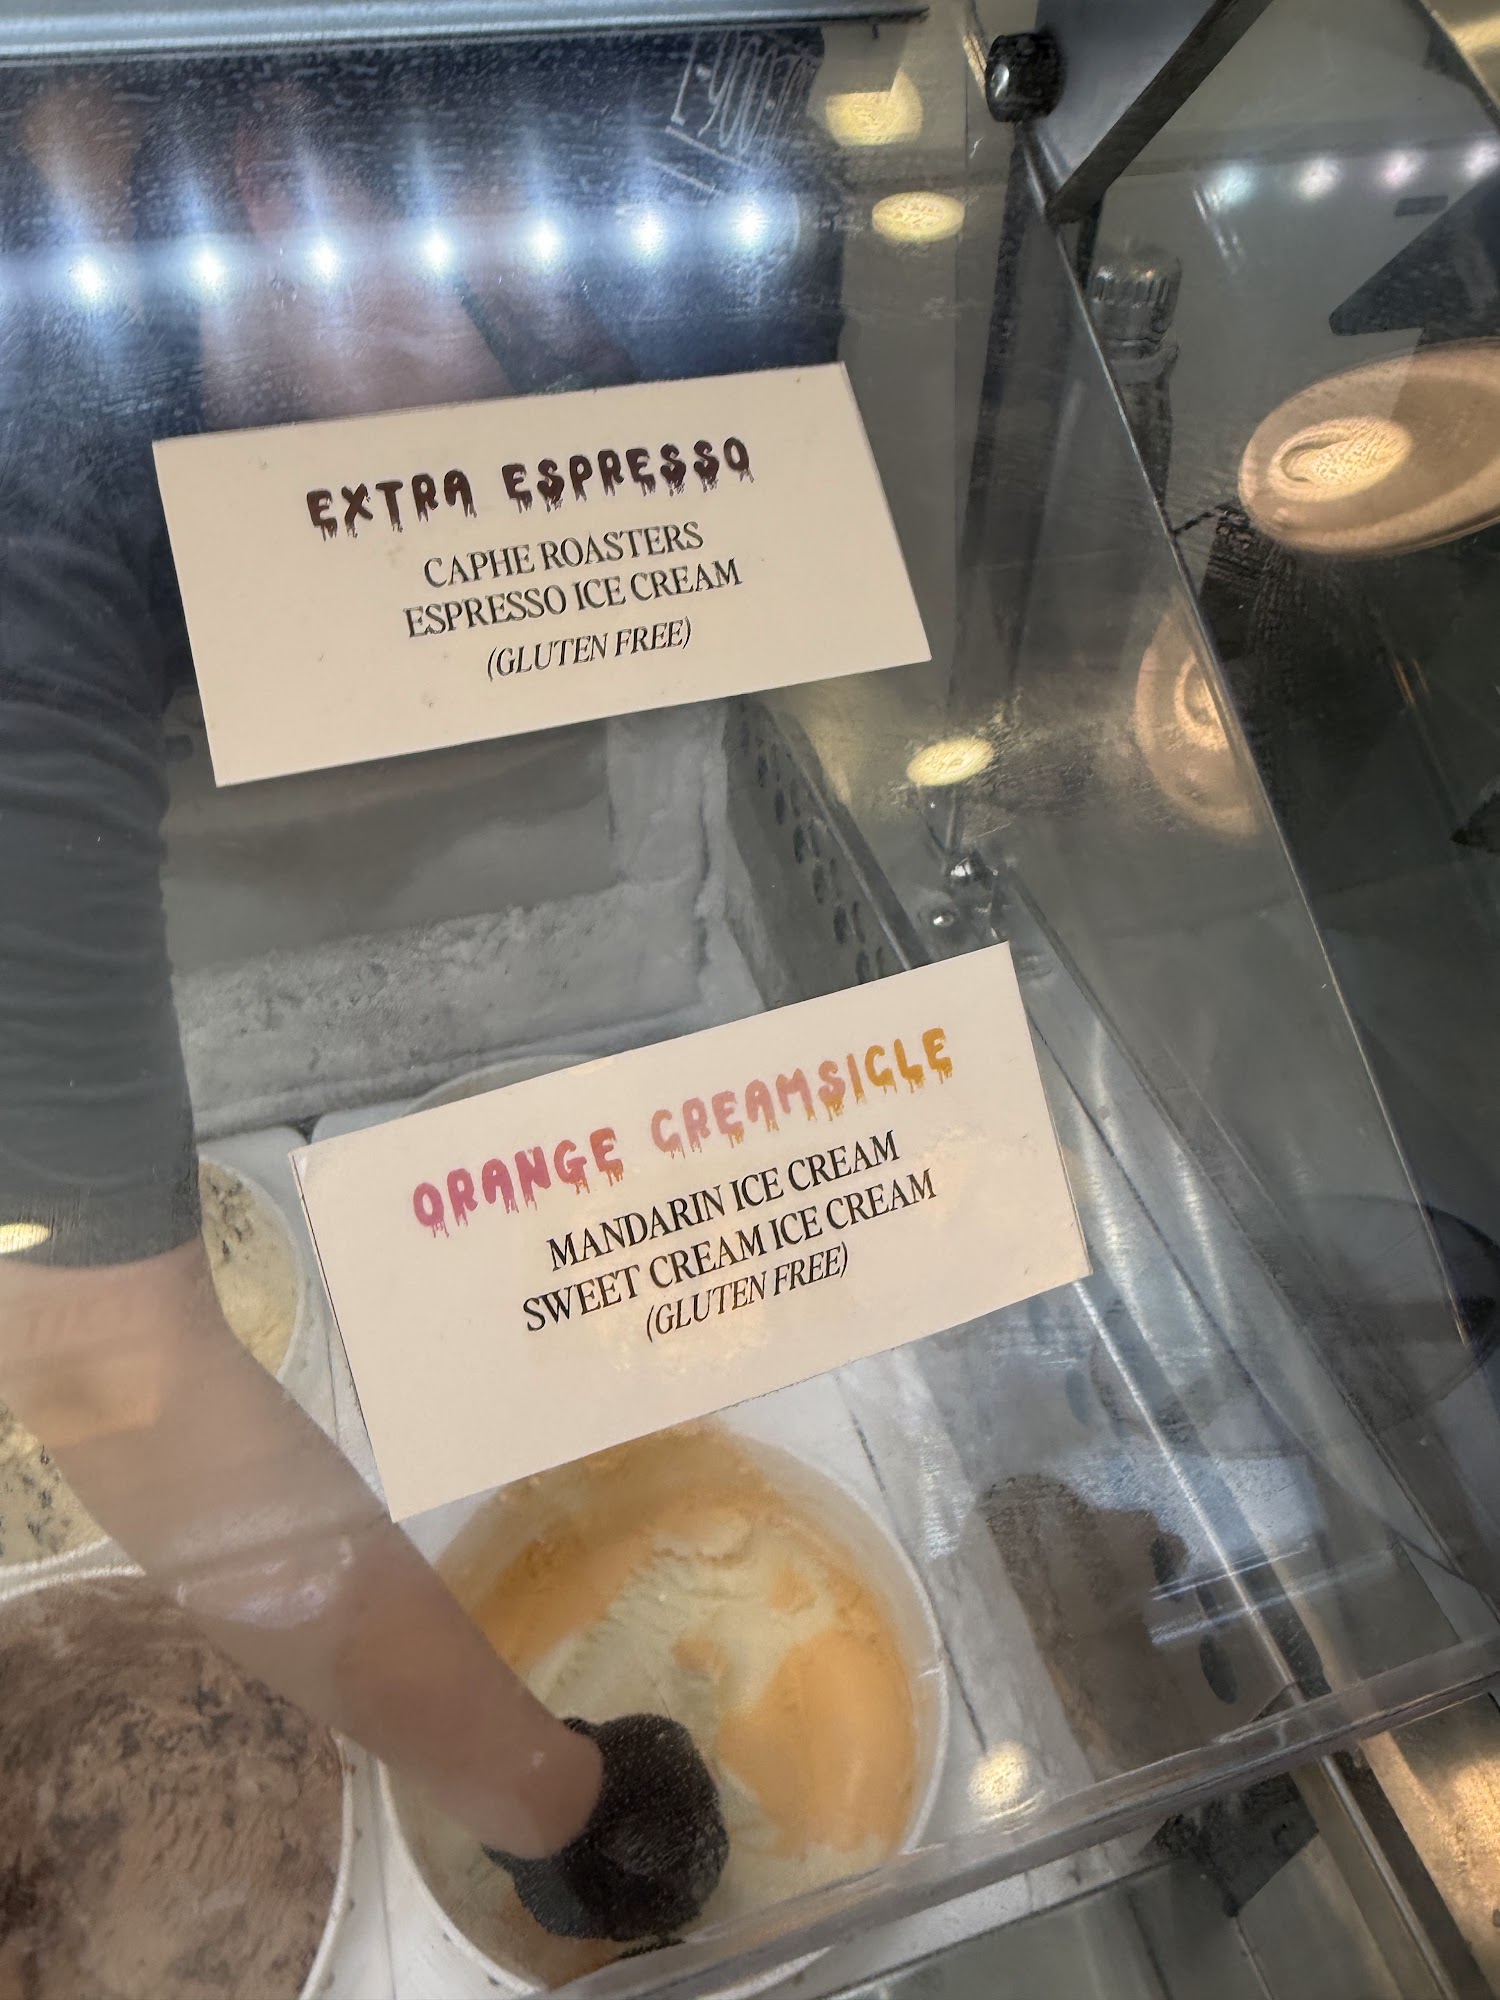 EXTRA ESPRESSO
CAPHE ROASTERS
ESPRESSO ICE CREAM
(GLUTEN FREE)
ORANGE CREAMSICLE
MANDARIN ICE CREAM
SWEET CREAM ICE CREAM
(GLUTEN FREE)